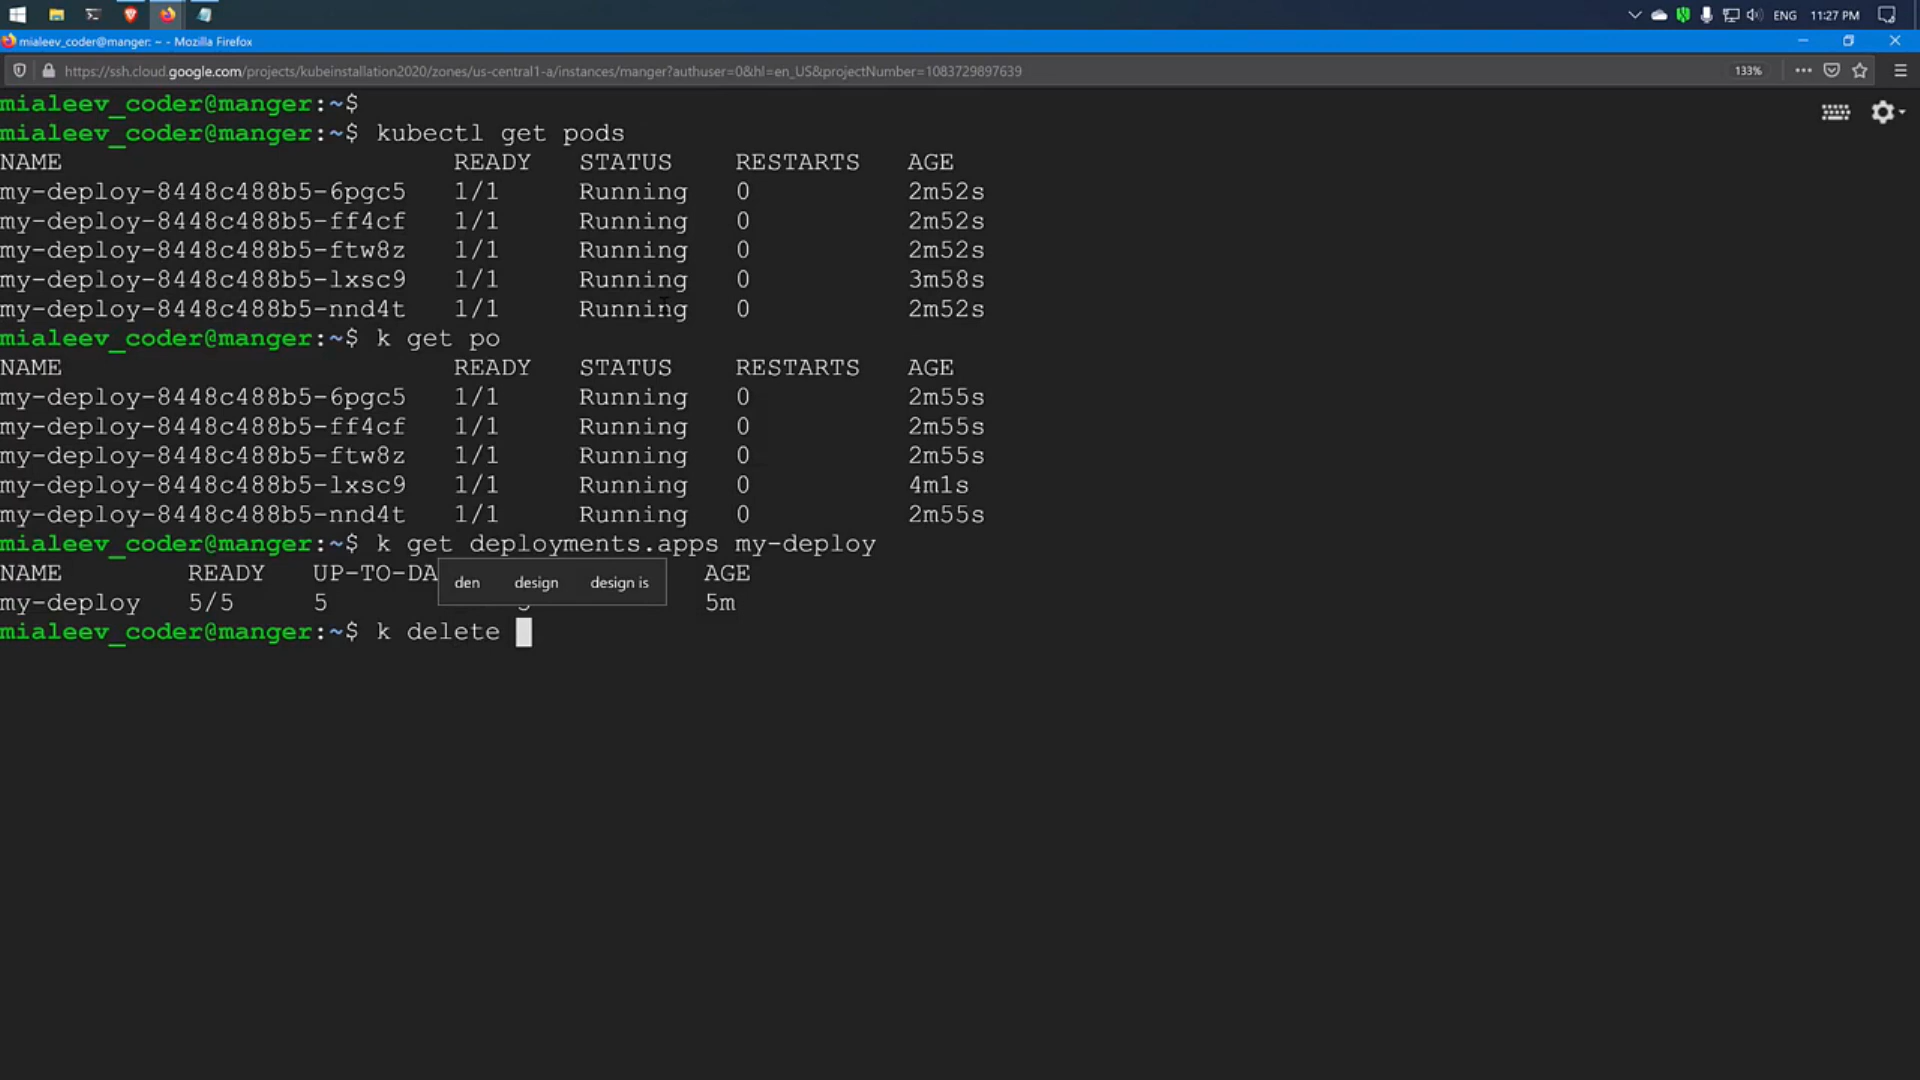 ENG 11:27 PM
mialeev_coder@manger: ~ - Mozilla Firefox
https://ssh.cloud.google.com/projects/kubeinstallation2020/zones/us-central1-a/instances/manger?authuser=0&hl=en_US&projectNumber=1083729897639 133%
mialeev_coder@manger:~$
mialeev_coder@manger:~$ kubectl get pods
NAME READY STATUS RESTARTS AGE
my-deploy-8448c488b5-6pgc5 1/1 Running 0 2m52s
my-deploy-8448c488b5-ff4cf 1/1 Running 0 2m52s
my-deploy-8448c488b5-ftw8z 1/1 Running 0 2m52s
my-deploy-8448c488b5-lxsc9 1/1 Running 0 3m58s
my-deploy-8448c488b5-nnd4t 1/1 Running 0 2m52s
mialeev_coder@manger:~$ k get po
NAME READY STATUS RESTARTS AGE
my-deploy-8448c488b5-6pgc5 1/1 Running 0 2m55s
my-deploy-8448c488b5-ff4cf 1/1 Running 0 2m55s
my-deploy-8448c488b5-ftw8z 1/1 Running 0 2m55s
my-deploy-8448c488b5-lxsc9 1/1 Running 0 4m1s
my-deploy-8448c488b5-nnd4t 1/1 Running 0 2m55s
mialeev_coder@manger:~$ k get deployments.apps my-deploy
NAME READY UP-TO-DA AGE
den design design is
my-deploy 5/5 5 5m
mialeev_coder@manger:~$ k delete